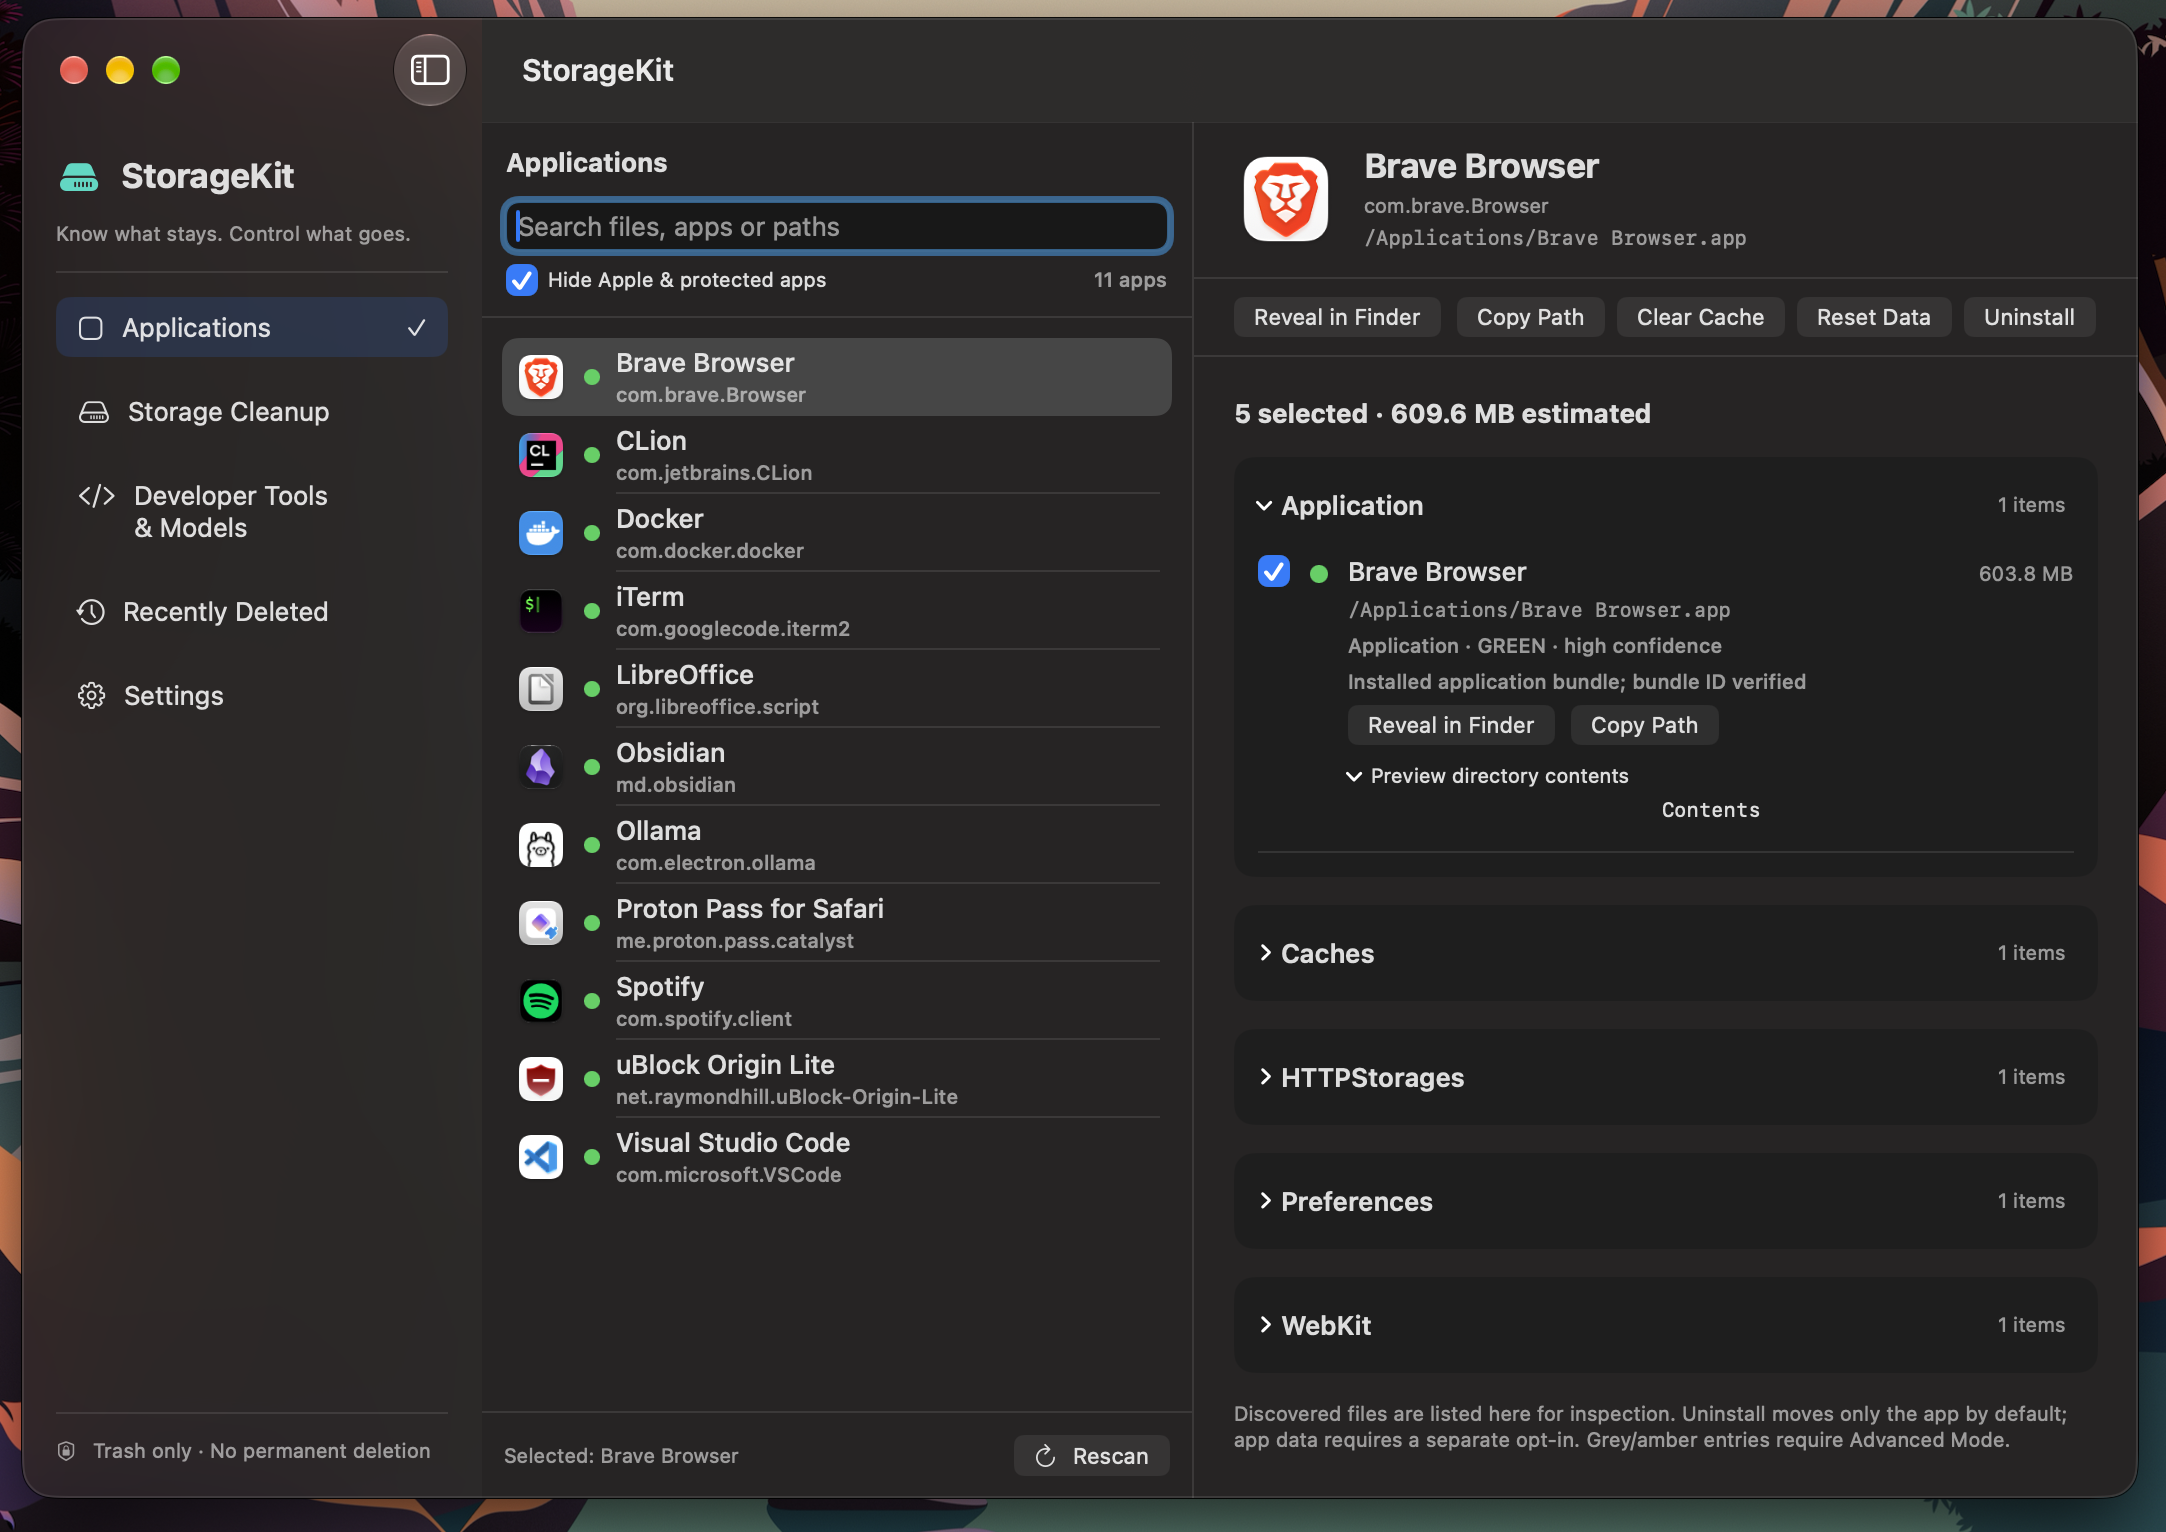 StorageKit
StorageKit
Know what stays. Control what goes.
Applications
Storage Cleanup
Developer Tools
& Models
Recently Deleted
Settings
Trash only · No permanent deletion
Applications
Search files, apps or paths
Hide Apple & protected apps
11 apps
Brave Browser
com.brave.Browser
CL
CLion
com.jetbrains.CLion
Docker
com.docker.docker
$
iTerm
com.googlecode.iterm2
LibreOffice
org.libreoffice.script
Obsidian
md.obsidian
Ollama
com.electron.ollama
Proton Pass for Safari
me.proton.pass.catalyst
Spotify
com.spotify.client
uBlock Origin Lite
net.raymondhill.uBlock-Origin-Lite
Visual Studio Code
com.microsoft.VSCode
Selected: Brave Browser
Rescan
Brave Browser
com.brave.Browser
/Applications/Brave Browser.app
Reveal in Finder
Copy Path
Clear Cache
Reset Data
Uninstall
5 selected · 609.6 MB estimated
Application
1 items
Brave Browser
603.8 MB
/Applications/Brave Browser.app
Application · GREEN · high confidence
Installed application bundle; bundle ID verified
Reveal in Finder
Copy Path
Preview directory contents
Contents
Caches
1 items
HTTPStorages
1 items
Preferences
1 items
WebKit
1 items
Discovered files are listed here for inspection. Uninstall moves only the app by default;
app data requires a separate opt-in. Grey/amber entries require Advanced Mode.